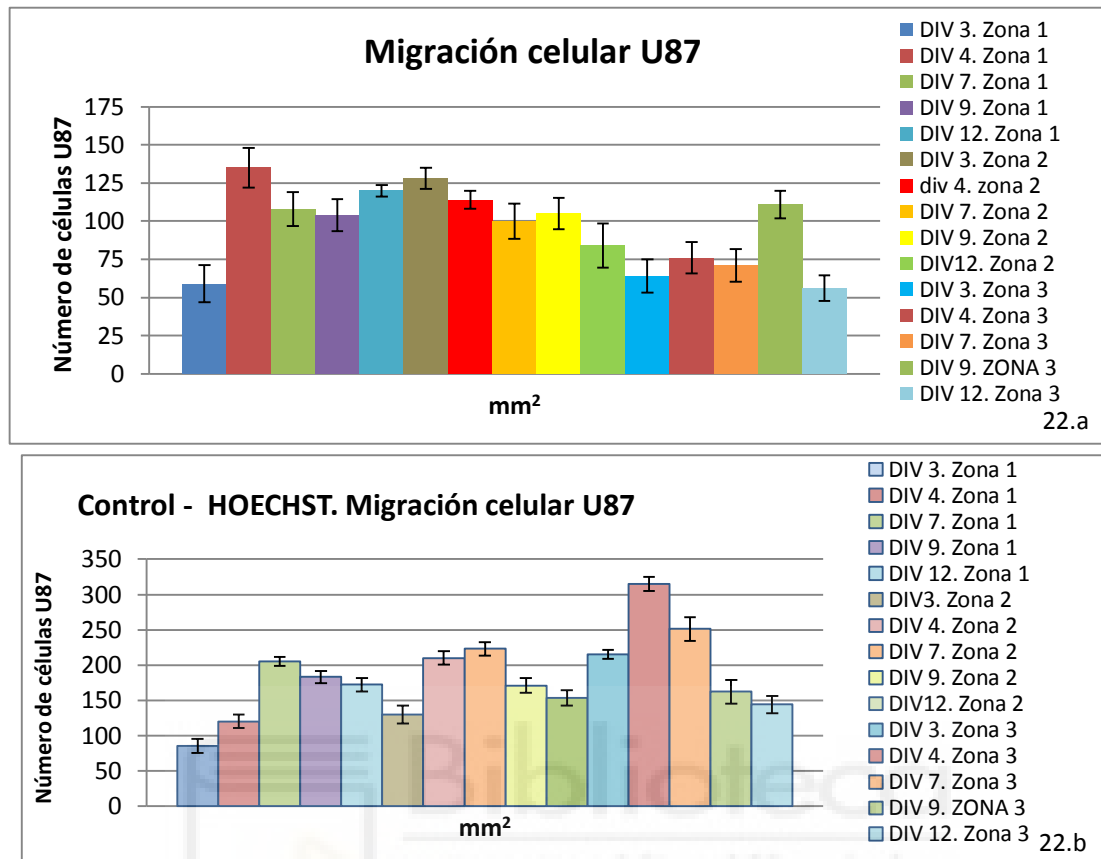 Migración celular U87
Número de células U87
175
150
125
100
75
50
25
0
mm²
DIV 3. Zona 1
DIV 4. Zona 1
DIV 7. Zona 1
DIV 9. Zona 1
DIV 12. Zona 1
DIV 3. Zona 2
div 4. zona 2
DIV 7. Zona 2
DIV 9. Zona 2
DIV12. Zona 2
DIV 3. Zona 3
DIV 4. Zona 3
DIV 7. Zona 3
DIV 9. ZONA 3
DIV 12. Zona 3
22.a
Control - HOECHST. Migración celular U87
Número de células U87
350
300
250
200
150
100
50
0
mm²
DIV 3. Zona 1
DIV 4. Zona 1
DIV 7. Zona 1
DIV 9. Zona 1
DIV 12. Zona 1
DIV3. Zona 2
DIV 4. Zona 2
DIV 7. Zona 2
DIV 9. Zona 2
DIV12. Zona 2
DIV 3. Zona 3
DIV 4. Zona 3
DIV 7. Zona 3
DIV 9. ZONA 3
DIV 12. Zona 3
22.b
Biblioteca